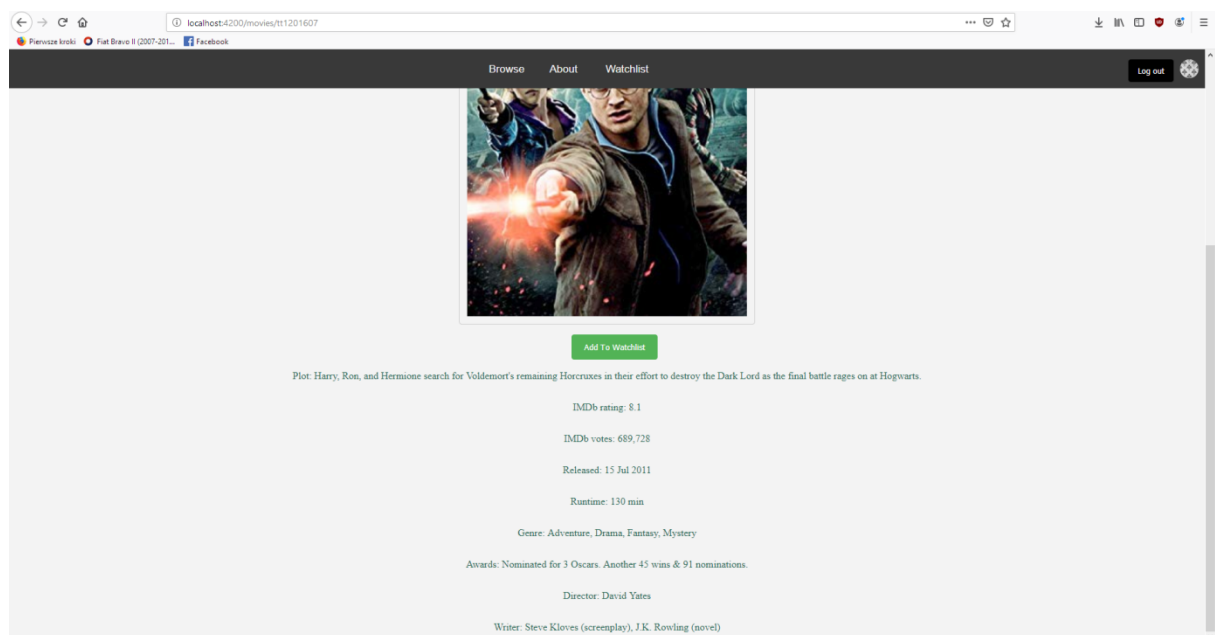 localhost:4200/movies/tt1201607
Pierwsze kroki Fiat Bravo II (2007-201... Facebook
Browse About Watchlist Log out
Add To Watchlist
Plot: Harry, Ron, and Hermione search for Voldemort's remaining Horcruxes in their effort to destroy the Dark Lord as the final battle rages on at Hogwarts.
IMDb rating: 8.1
IMDb votes: 689,728
Released: 15 Jul 2011
Runtime: 130 min
Genre: Adventure, Drama, Fantasy, Mystery
Awards: Nominated for 3 Oscars. Another 45 wins & 91 nominations.
Director: David Yates
Writer: Steve Kloves (screenplay), J.K. Rowling (novel)